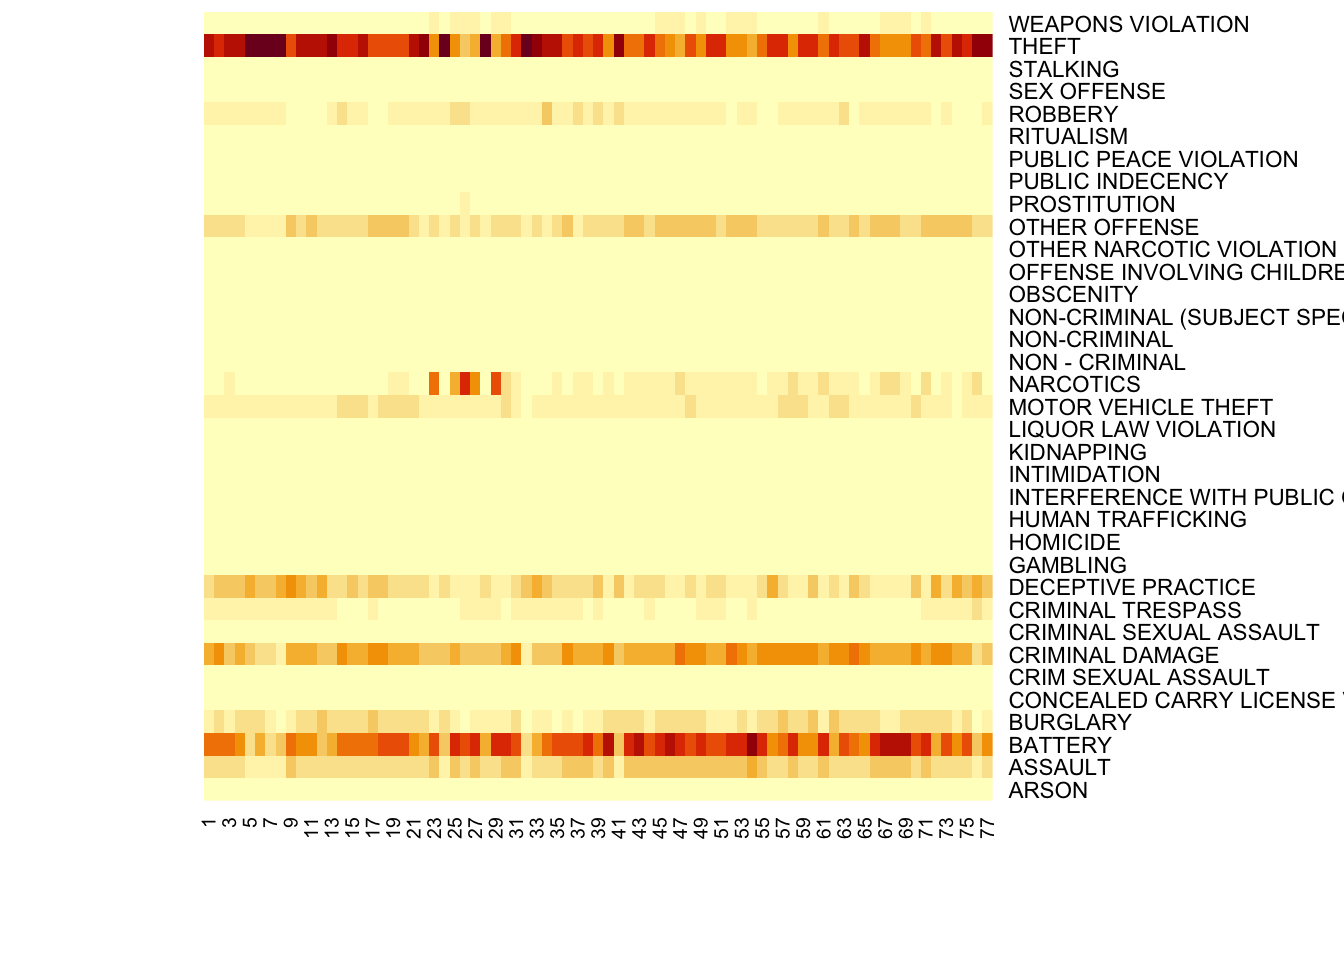 WEAPONS VIOLATION
THEFT
STALKING
SEX OFFENSE
ROBBERY
RITUALISM
PUBLIC PEACE VIOLATION
PUBLIC INDECENCY
PROSTITUTION
OTHER OFFENSE
OTHER NARCOTIC VIOLATION
OFFENSE INVOLVING CHILDRE
OBSCENITY
NON-CRIMINAL (SUBJECT SPE
NON-CRIMINAL
NON - CRIMINAL
NARCOTICS
MOTOR VEHICLE THEFT
LIQUOR LAW VIOLATION
KIDNAPPING
INTIMIDATION
INTERFERENCE WITH PUBLIC
HUMAN TRAFFICKING
HOMICIDE
GAMBLING
DECEPTIVE PRACTICE
CRIMINAL TRESPASS
CRIMINAL SEXUAL ASSAULT
CRIMINAL DAMAGE
CRIM SEXUAL ASSAULT
CONCEALED CARRY LICENSE
BURGLARY
BATTERY
ASSAULT
ARSON
1 3 5 7 9 11 13 15 17 19 21 23 25 27 29 31 33 35 37 39 41 43 45 47 49 51 53 55 57 59 61 63 65 67 69 71 73 75 77